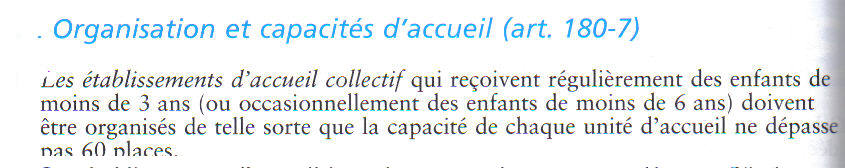 . Organisation et capacités d'accueil (art. 180-7)
Les établissements d'accueil collectif qui reçoivent régulièrement des enfants de
moins de 3 ans (ou occasionnellement des enfants de moins de 6 ans) doivent
être organisés de telle sorte que la capacité de chaque unité d'accueil ne dépasse
pas 60 places.